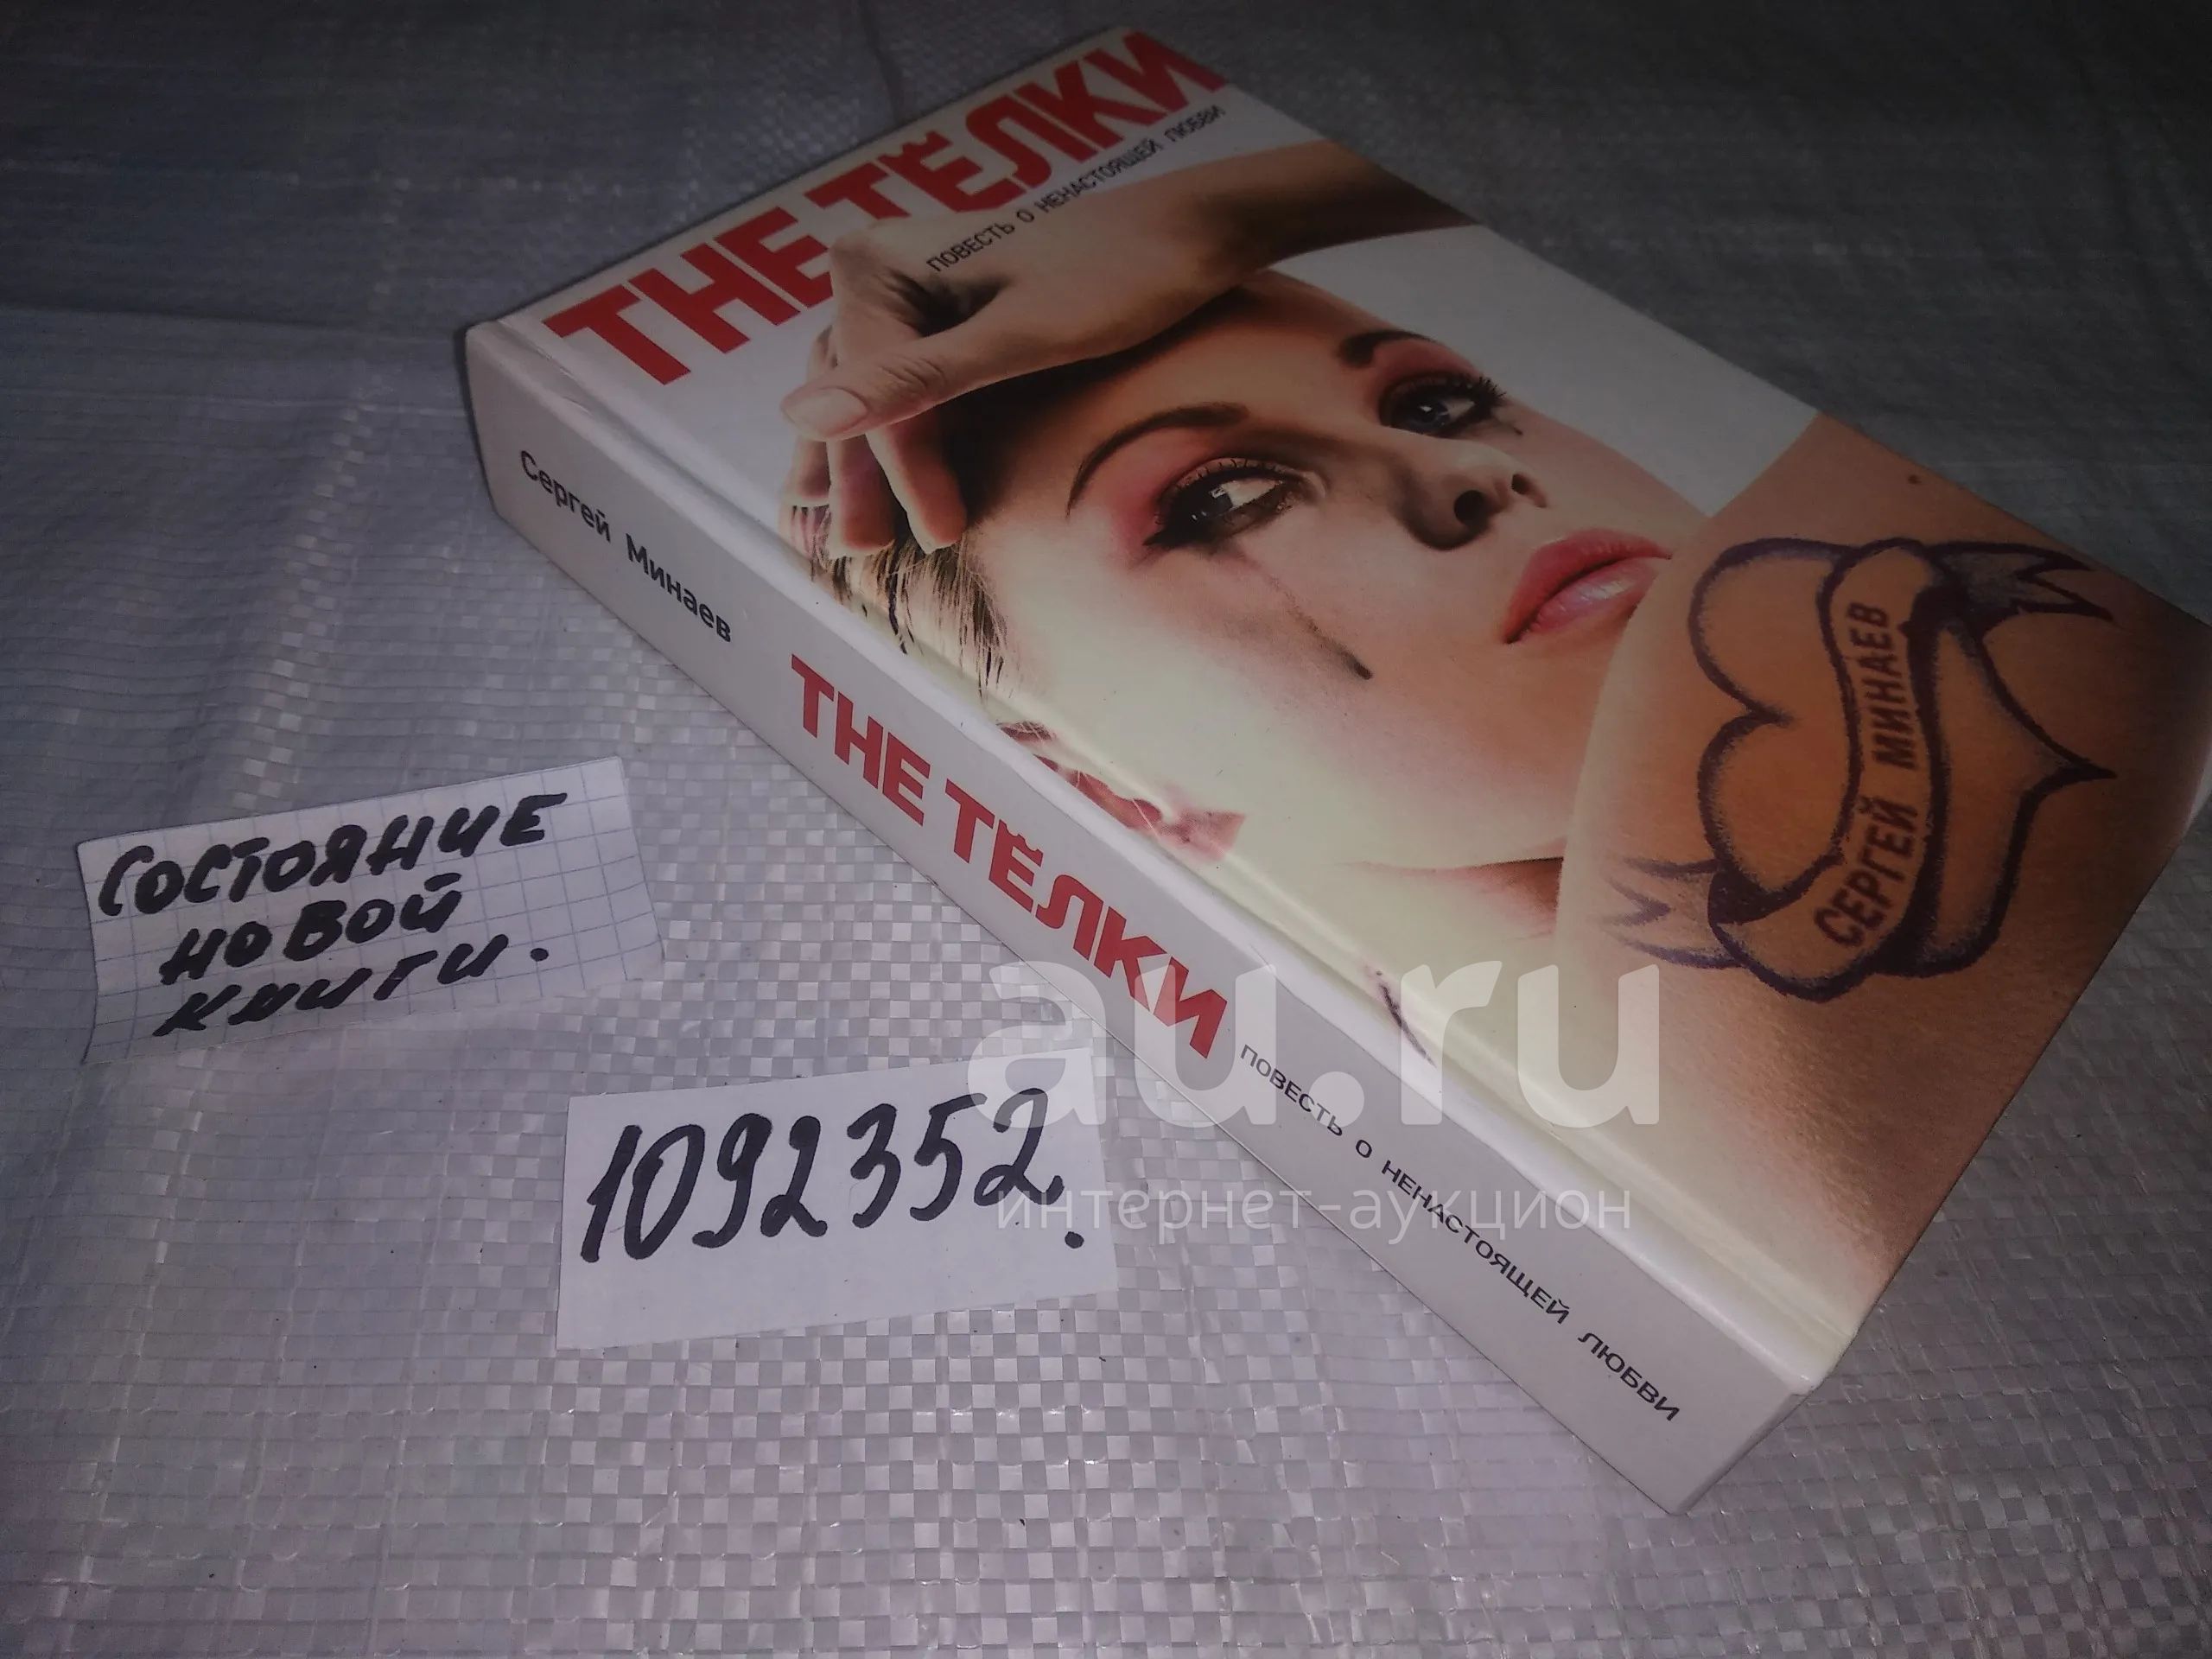 THE ТЁЛКИ
ПОВЕСТЬ О НЕНАСТОЯЩЕЙ ЛЮБВИ
СЕРГЕЙ МИНАЕВ
Сергей Минаев THE ТЁЛКИ ПОВЕСТЬ О НЕНАСТОЯЩЕЙ ЛЮБВИ
СОСТОЯНИЕ
НОВОЙ
КНИГИ.
1092352.
au.ru
интернет-аукцион